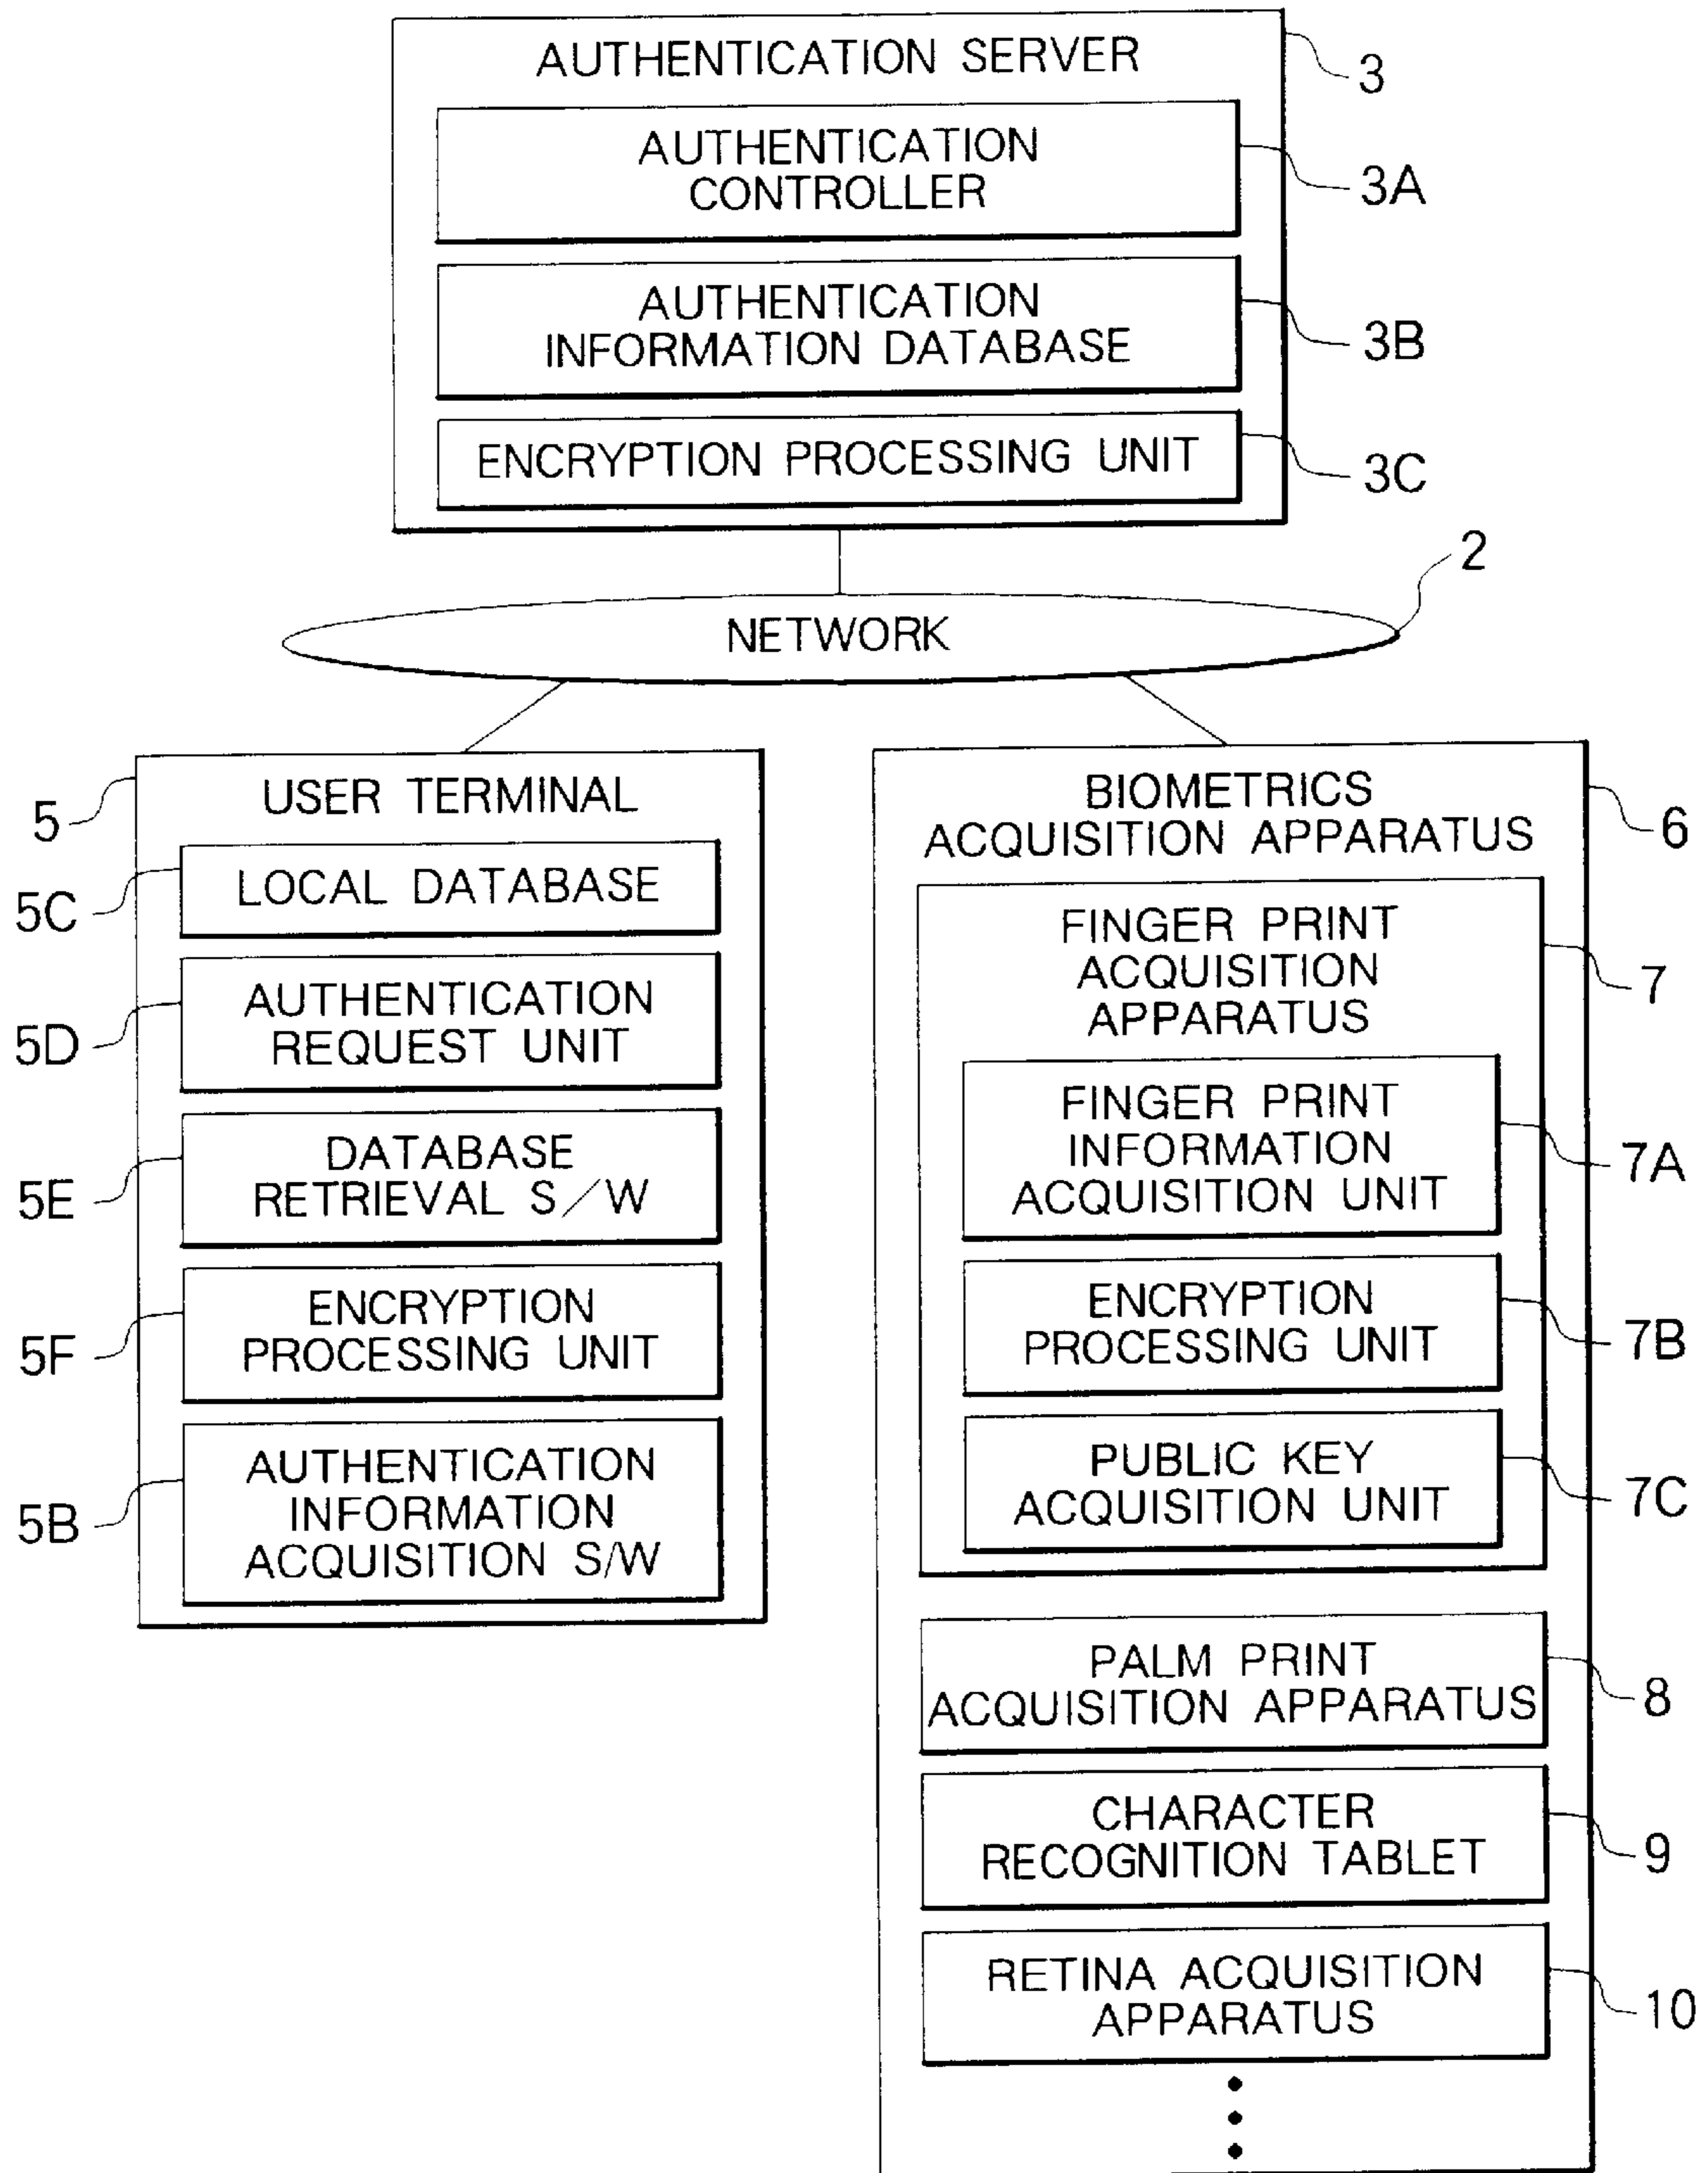 AUTHENTICATION SERVER
3
AUTHENTICATION
CONTROLLER
3A
AUTHENTICATION
INFORMATION DATABASE
3B
ENCRYPTION PROCESSING UNIT
3C
2
NETWORK
5
USER TERMINAL
5C
LOCAL DATABASE
5D
AUTHENTICATION
REQUEST UNIT
5E
DATABASE
RETRIEVAL S/W
5F
ENCRYPTION
PROCESSING UNIT
5B
AUTHENTICATION
INFORMATION
ACQUISITION S/W
BIOMETRICS
ACQUISITION APPARATUS
6
FINGER PRINT
ACQUISITION
APPARATUS
7
FINGER PRINT
INFORMATION
ACQUISITION UNIT
7A
ENCRYPTION
PROCESSING UNIT
7B
PUBLIC KEY
ACQUISITION UNIT
7C
PALM PRINT
ACQUISITION APPARATUS
8
CHARACTER
RECOGNITION TABLET
9
RETINA ACQUISITION
APPARATUS
10